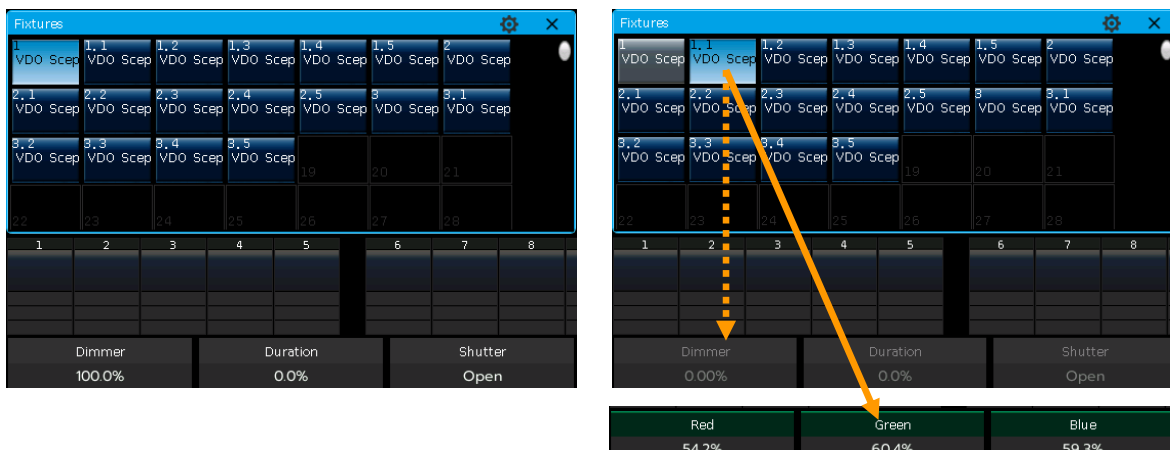 Fixtures
1 1.1 1.2 1.3 1.4 1.5 2
VDO Scep VDO Scep VDO Scep VDO Scep VDO Scep VDO Scep VDO Scep
2.1 2.2 2.3 2.4 2.5 3 3.1
VDO Scep VDO Scep VDO Scep VDO Scep VDO Scep VDO Scep VDO Scep
3.2 3.3 3.4 3.5
VDO Scep VDO Scep VDO Scep VDO Scep
19 20 21
22 23 24 25 26 27 28
1 2 3 4 5 6 7 8
Dimmer Duration Shutter
100.0% 0.0% Open
Fixtures
1 1.1 1.2 1.3 1.4 1.5 2
VDO Scep VDO Scep VDO Scep VDO Scep VDO Scep VDO Scep VDO Scep
2.1 2.2 2.3 2.4 2.5 3 3.1
VDO Scep VDO Scep VDO Scep VDO Scep VDO Scep VDO Scep VDO Scep
3.2 3.3 3.4 3.5
VDO Scep VDO Scep VDO Scep VDO Scep
19 20 21
22 23 24 25 26 27 28
1 2 3 4 5 6 7 8
Dimmer Duration Shutter
0.00% 0.0% Open
Red Green Blue
54.2% 60.4% 59.3%